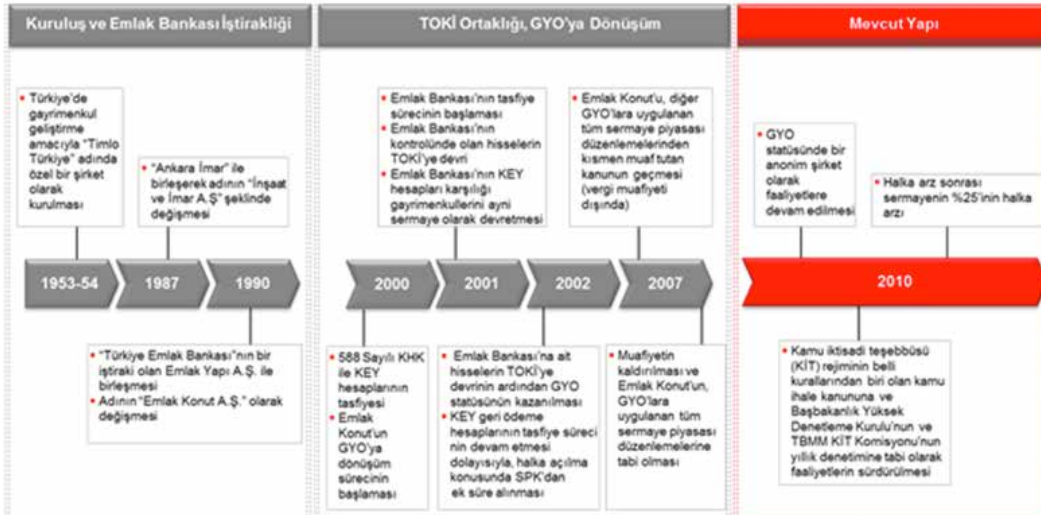 Kuruluş ve Emlak Bankası İştirakliği
TOKİ Ortaklığı, GYO'ya Dönüşüm
Mevcut Yapı
Türkiye'de
gayrimenkul
geliştirme
amacıyla "Timlo
Türkiye" adında
özel bir şirket
olarak
kurulması
"Ankara İmar" ile
birleşerek adının "İnşaat
ve İmar A.Ş" şeklinde
değişmesi
Emlak Bankası'nın tasfiye
sürecinin başlaması
Emlak Bankası'nın
kontrolünde olan hisselerin
TOKİ'ye devri
Emlak Bankası'nın KEY
hesapları karşılığı
gayrimenkullerini ayni
sermaye olarak devretmesi
Emlak Konut'u, diğer
GYO'lara uygulanan
tüm sermaye piyasası
düzenlemelerinden
kısmen muaf tutan
kanunun geçmesi
(vergi muafiyeti
dışında)
GYO
statüsünde bir
anonim şirket
olarak
faaliyetlere
devam edilmesi
Halka arz sonrası
sermayenin %25'inin halka
arzı
1953-54
1987
1990
2000
2001
2002
2007
2010
"Türkiye Emlak Bankası"nın bir
iştiraki olan Emlak Yapı A.Ş. ile
birleşmesi
Adının "Emlak Konut A.Ş." olarak
değişmesi
588 Sayılı KHK
ile KEY
hesaplarının
tasfiyesi
Emlak
Konut'un
GYO'ya
dönüşüm
sürecinin
başlaması
Emlak Bankası'na ait
hisselerin TOKİ'ye
devrinin ardından GYO
statüsünün kazanılması
KEY geri ödeme
hesaplarının tasfiye süreci
nin devam etmesi
dolayısıyla, halka açılma
konusunda SPK'dan
ek süre alınması
Muafiyetin
kaldırılması ve
Emlak Konut'un,
GYO'lara
uygulanan tüm
sermaye piyasası
düzenlemelerine
tabi olması
Kamu iktisadi teşebbüsü
(KİT) rejiminin belli
kurallarından biri olan kamu
ihale kanununa ve
Başbakanlık Yüksek
Denetleme Kurulu'nun ve
TBMM KİT Komisyonu'nun
yıllık denetimine tabi olarak
faaliyetlerin sürdürülmesi